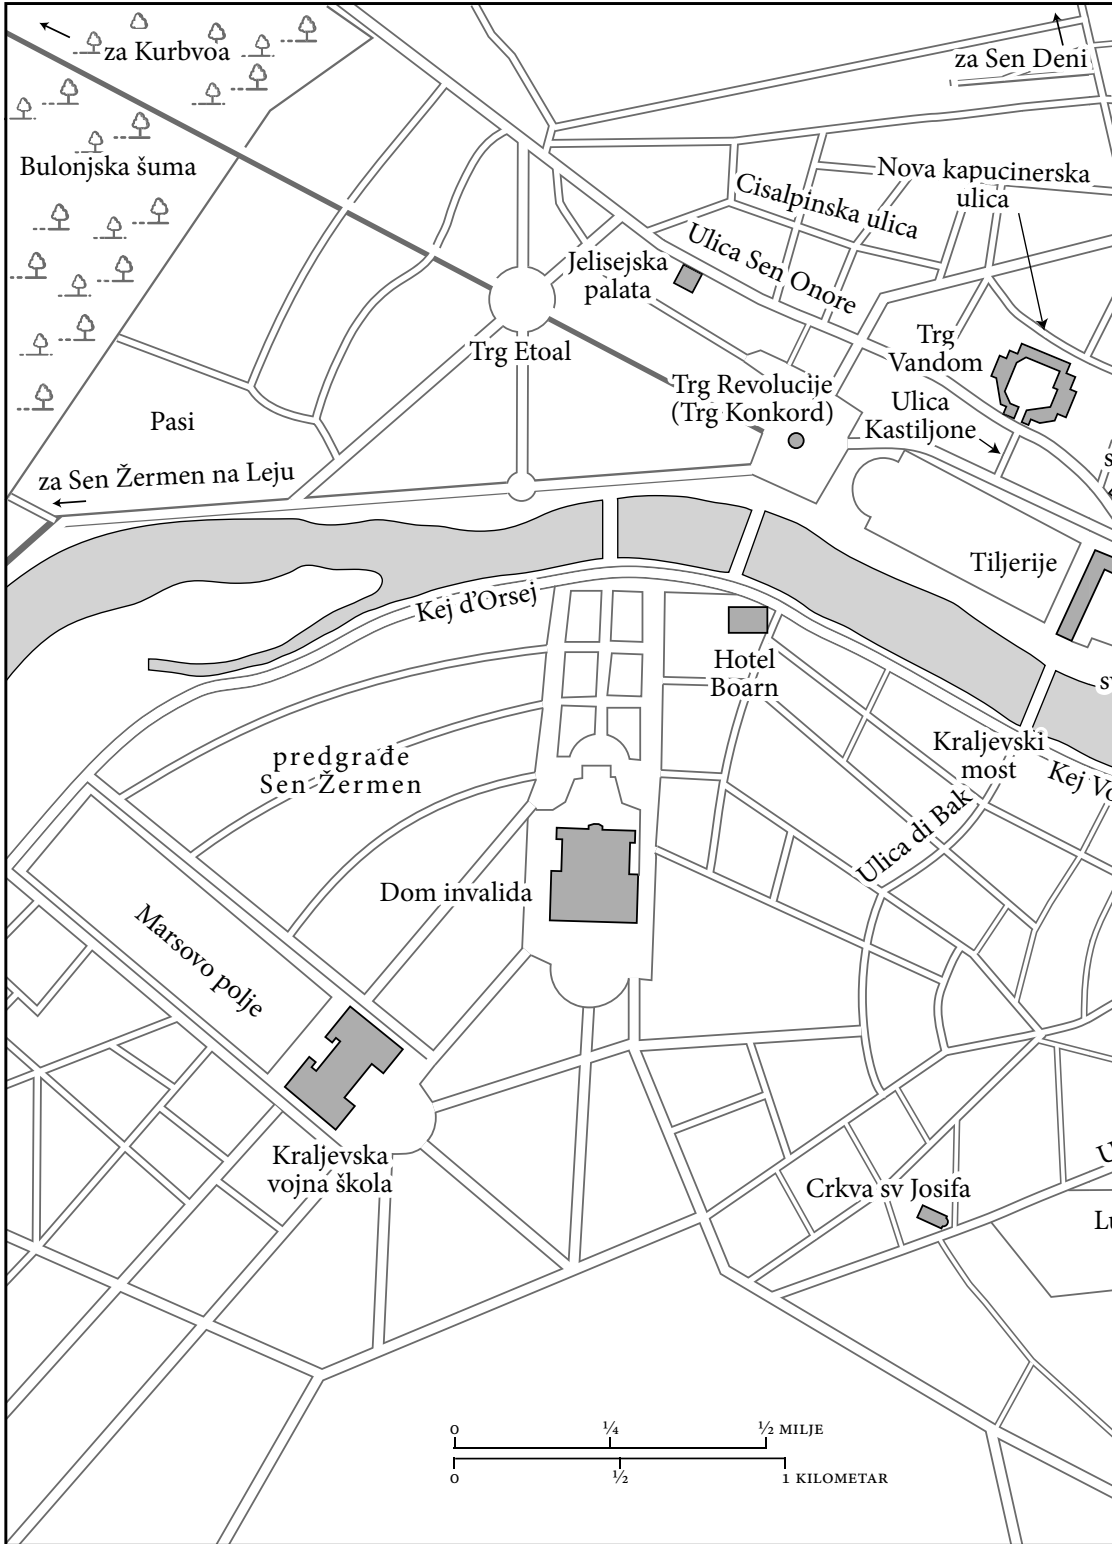 za Kurbvoa
za Sen Deni
Bulonjska šuma
Nova kapucinerska
ulica
Cisalpinska ulica
Ulica Sen Onore
Jelisejska
palata
Trg Etoal
Trg
Vandom
Trg Revolucije
(Trg Konkord)
Ulica
Kastiljone
Pasi
za Sen Žermen na Leju
Tiljerije
Kej d’Orsej
Hotel
Boarn
Kraljevski
most
Kej Vo
predgrađe
Sen Žermen
Ulica di Bak
Dom invalida
Marsovo polje
Kraljevska
vojna škola
Crkva sv Josifa
0 ¼ ½ MILJE
0 ½ 1 KILOMETAR